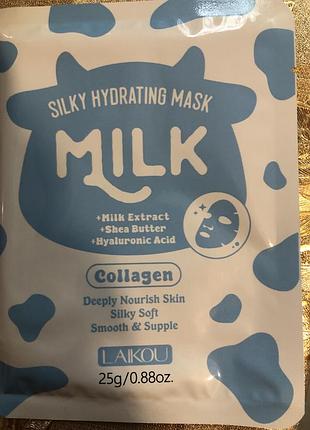 SILKY HYDRATING MASK
MILK
+Milk Extract
+Shea Butter
+Hyaluronic Acid
Collagen
Deeply Nourish Skin
Silky Soft
Smooth & Supple
LAIKOU
25g/0.88oz.